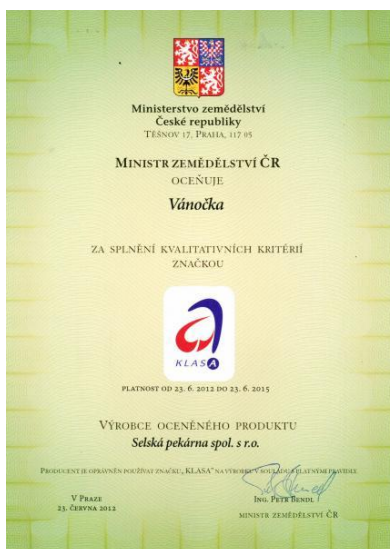 Ministerstvo zemědělství
České republiky
Těšnov 17, Praha, 117 05
Ministr zemědělství ČR
oceňuje
Vánočka
za splnění kvalitativních kritérií
značkou
KLASA
platnost od 23. 6. 2012 do 23. 6. 2015
Výrobce oceněného produktu
Selská pekárna spol. s r.o.
Producent je oprávněn používat značku „KLASA“ na výrobku v souladu s platnými pravidly
V Praze
23. června 2012
Ing. Petr Bendl
ministr zemědělství ČR